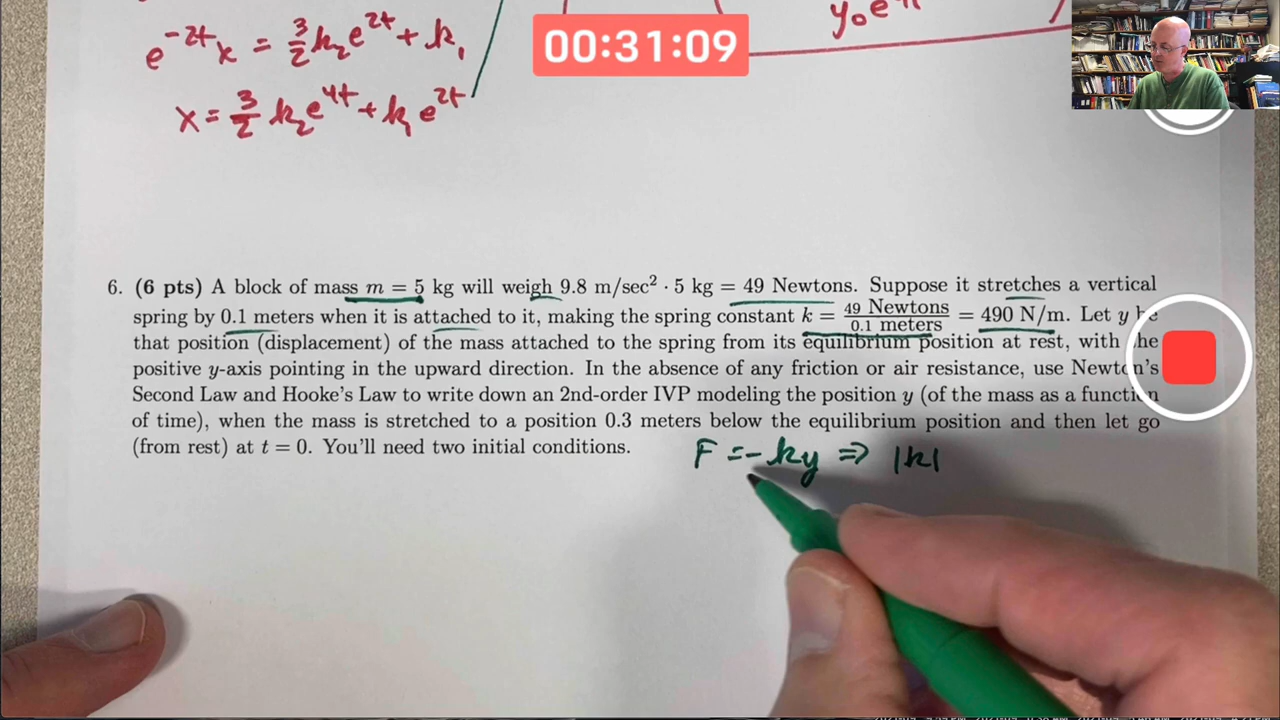 e^{-2t}x = \frac{3}{2}k_2e^{2t} + k_1
x = \frac{3}{2}k_2e^{4t} + k_1e^{2t}
00:31:09
6. (6 pts) A block of mass m = 5 kg will weigh 9.8 m/sec² · 5 kg = 49 Newtons. Suppose it stretches a vertical
spring by 0.1 meters when it is attached to it, making the spring constant k = \frac{49 Newtons}{0.1 meters} = 490 N/m. Let y be
that position (displacement) of the mass attached to the spring from its equilibrium position at rest, with the
positive y-axis pointing in the upward direction. In the absence of any friction or air resistance, use Newton's
Second Law and Hooke's Law to write down an 2nd-order IVP modeling the position y (of the mass as a function
of time), when the mass is stretched to a position 0.3 meters below the equilibrium position and then let go
(from rest) at t = 0. You'll need two initial conditions.
F = -ky ⇒ |k|